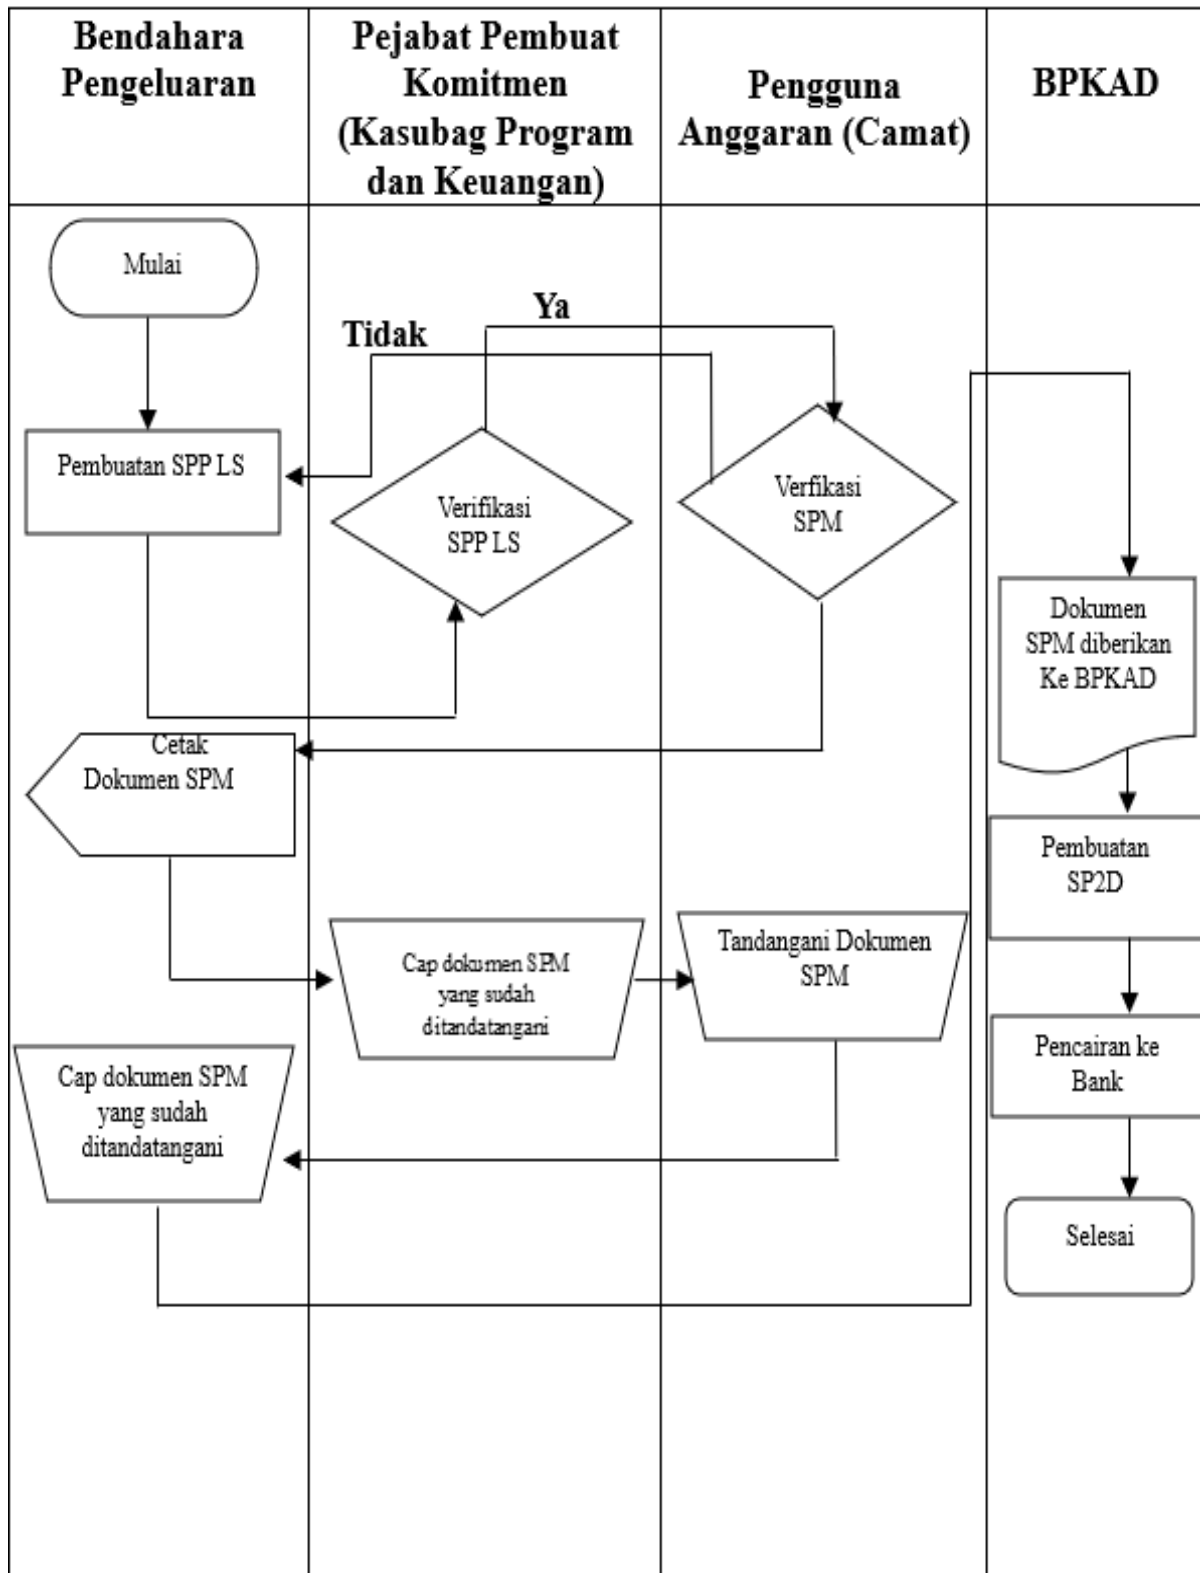 Bendahara
Pengeluaran
Pejabat Pembuat
Komitmen
(Kasubag Program
dan Keuangan)
Pengguna
Anggaran (Camat)
BPKAD
Mulai
Ya
Tidak
Pembuatan SPP LS
Verifikasi
SPP LS
Verfikasi
SPM
Dokumen
SPM diberikan
Ke BPKAD
Cetak
Dokumen SPM
Pembuatan
SP2D
Cap dokumen SPM
yang sudah
ditandatangani
Tandangani Dokumen
SPM
Pencairan ke
Bank
Cap dokumen SPM
yang sudah
ditandatangani
Selesai